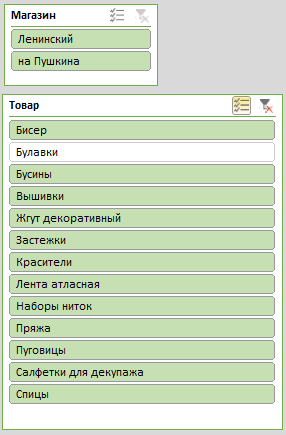 Магазин
Ленинский
на Пушкина
Товар
Бисер
Булавки
Бусины
Вышивки
Жгут декоративный
Застежки
Красители
Лента атласная
Наборы ниток
Пряжа
Пуговицы
Салфетки для декупажа
Спицы